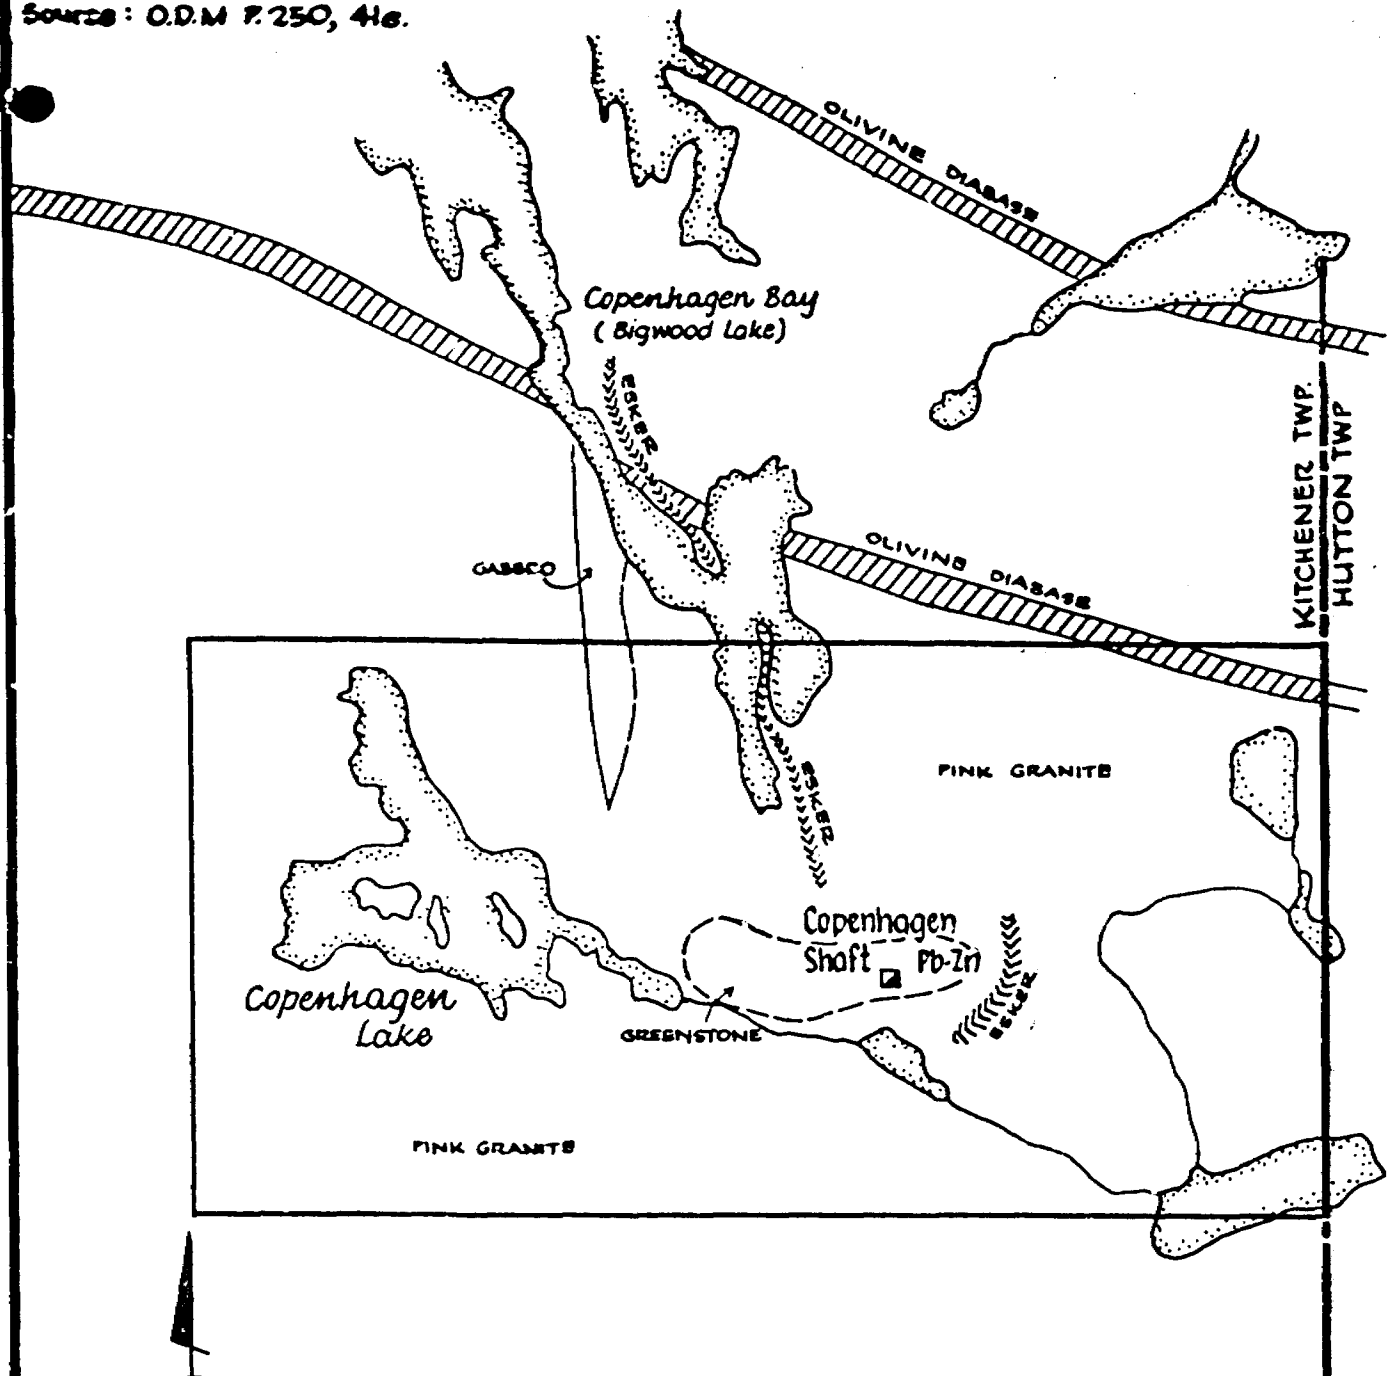 Source: O.D.M P. 250, 41e.
OLIVINE DIABASE
Copenhagen Bay
(Bigwood Lake)
ESKER
KITCHENER TWP.
HUTTON TWP
GABBRO
OLIVINE DIABASE
PINK GRANITE
ESKER
Copenhagen
Shaft Pb-Zn
ESKER
Copenhagen
Lake
GREENSTONE
PINK GRANITE